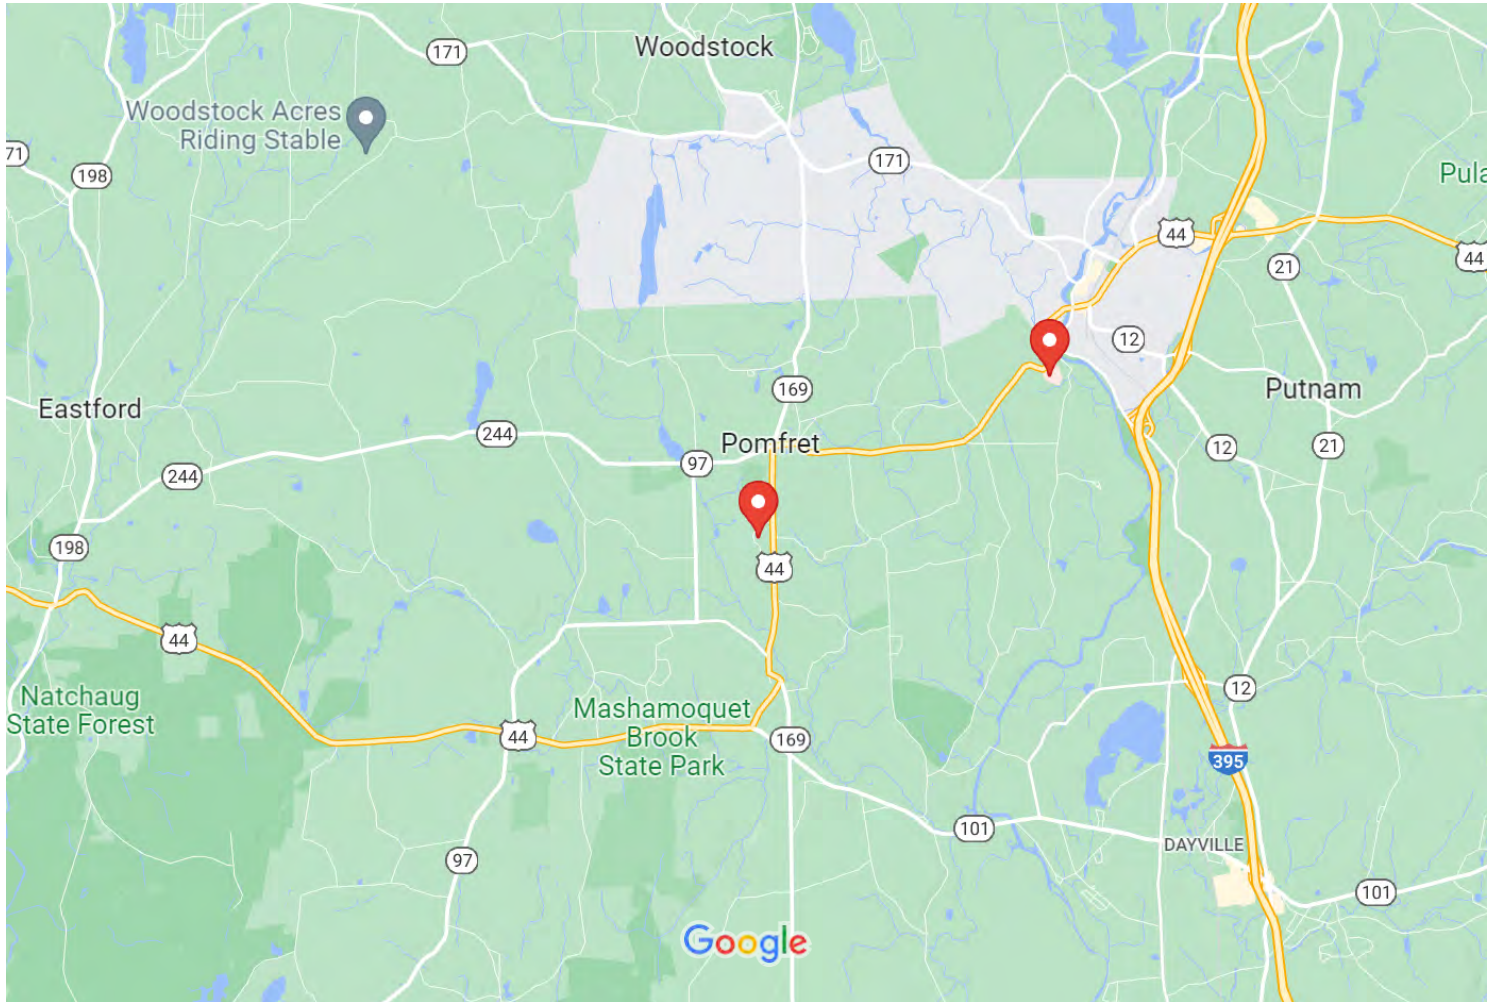 171
Woodstock
Woodstock Acres
Riding Stable
71
198
171
Pula
44
44
21
12
169
Putnam
Eastford
244
Pomfret
97
12
21
244
198
44
44
Natchaug
State Forest
12
Mashamoquet
Brook
State Park
44
169
395
101
DAYVILLE
97
101
Google